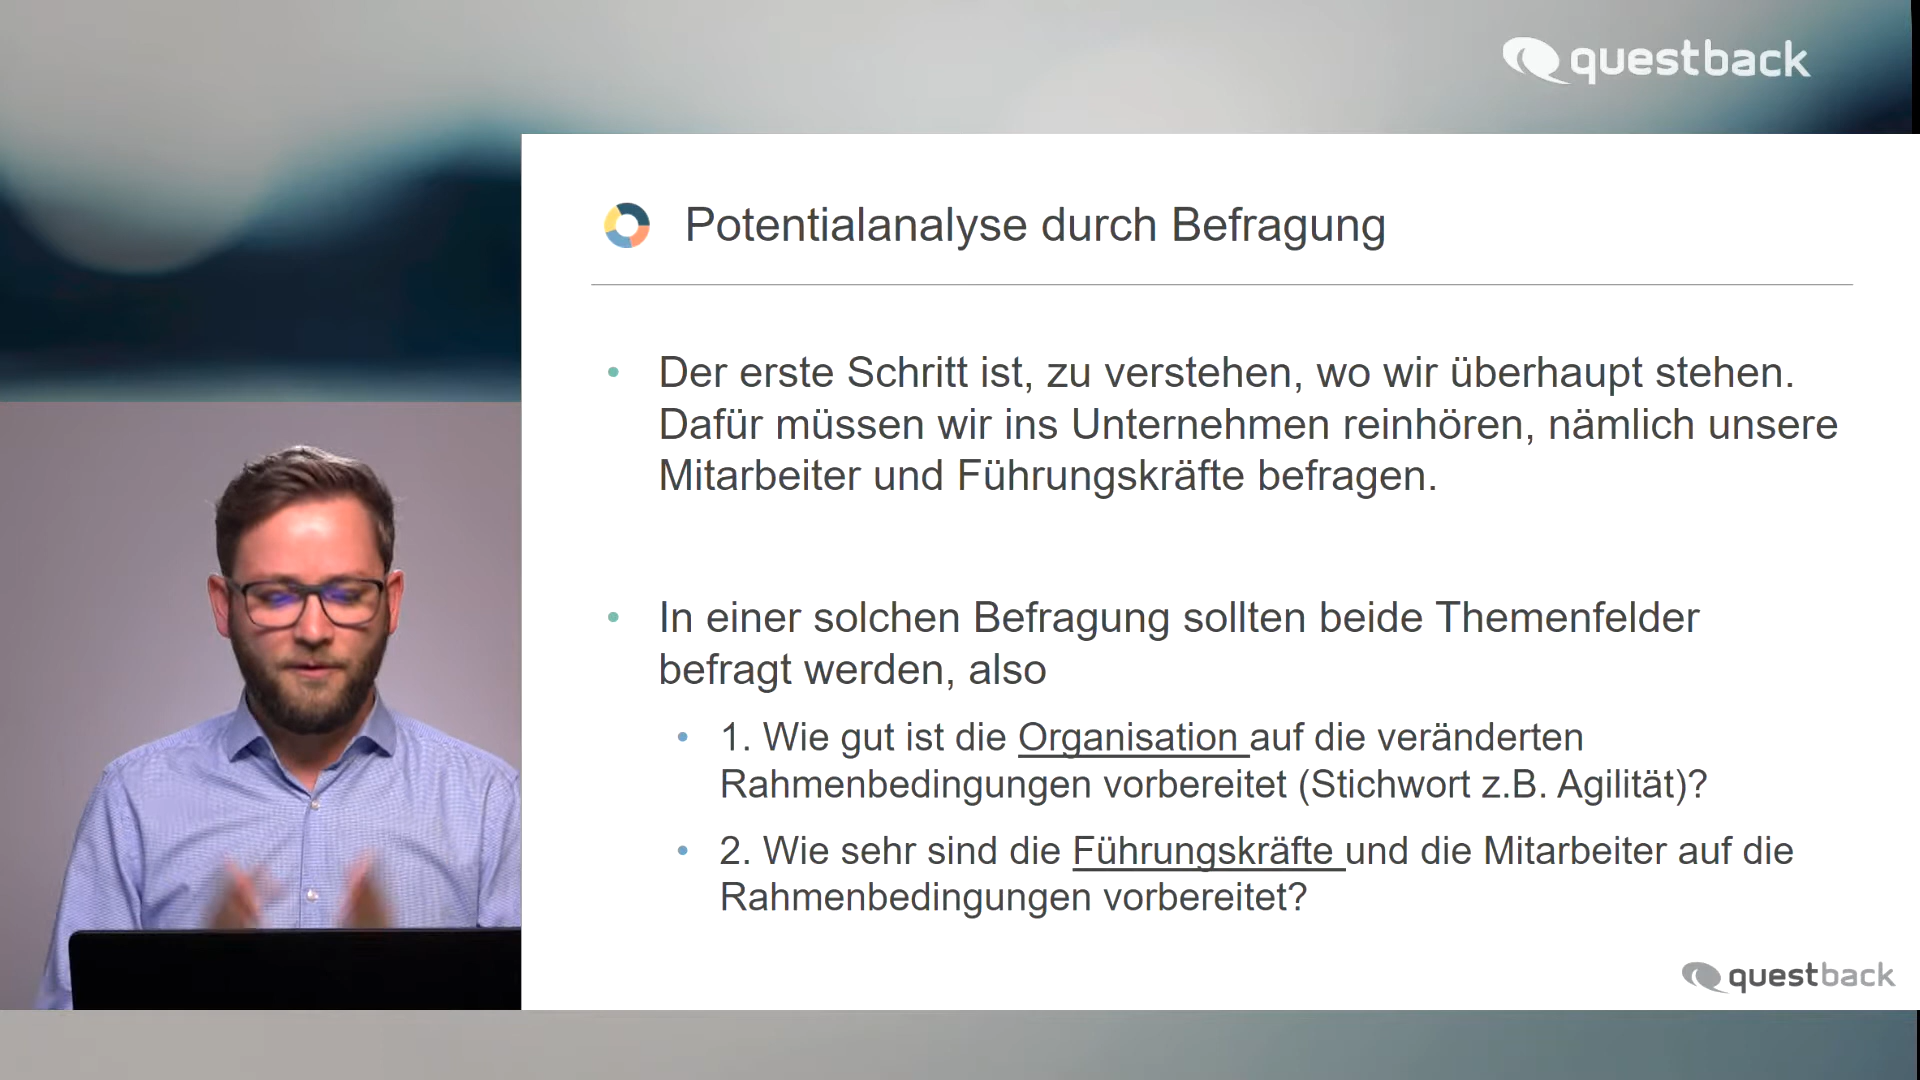 questback
Potentialanalyse durch Befragung
• Der erste Schritt ist, zu verstehen, wo wir überhaupt stehen.
Dafür müssen wir ins Unternehmen reinhören, nämlich unsere
Mitarbeiter und Führungskräfte befragen.
• In einer solchen Befragung sollten beide Themenfelder
befragt werden, also
• 1. Wie gut ist die Organisation auf die veränderten
Rahmenbedingungen vorbereitet (Stichwort z.B. Agilität)?
• 2. Wie sehr sind die Führungskräfte und die Mitarbeiter auf die
Rahmenbedingungen vorbereitet?
questback